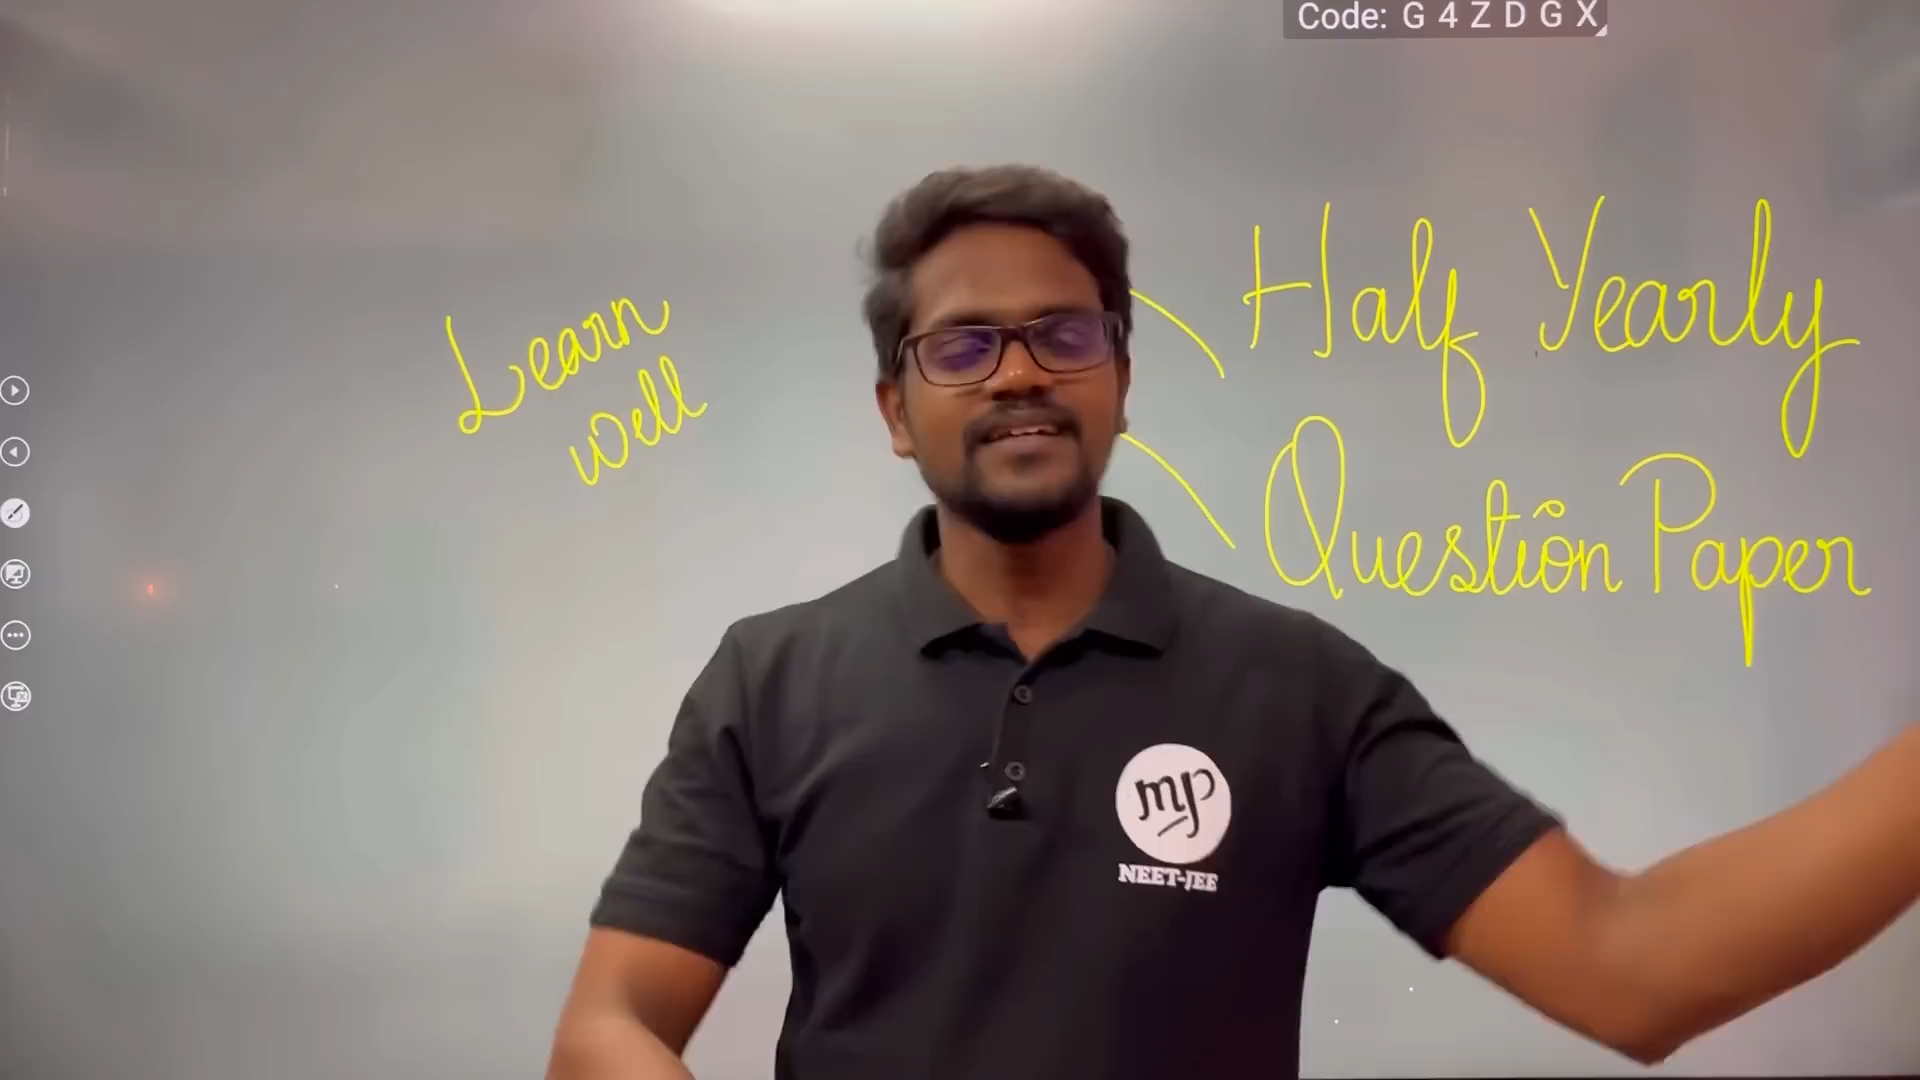 Code: G 4 Z D G X
Learn
well
Half Yearly
Question Paper
mp
NEET-JEE